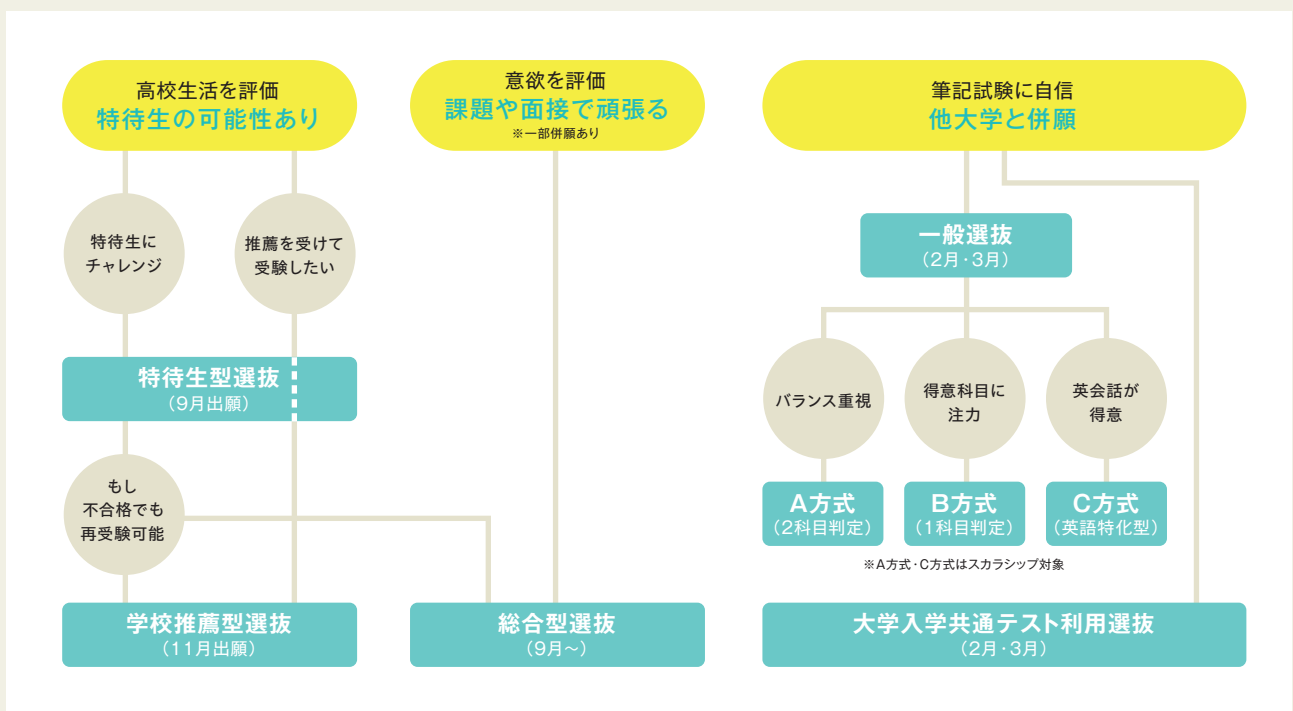 高校生活を評価
特待生の可能性あり
意欲を評価
課題や面接で頑張る
※一部併願あり
筆記試験に自信
他大学と併願
特待生に
チャレンジ
推薦を受けて
受験したい
一般選抜
（2月・3月）
特待生型選抜
（9月出願）
バランス重視
得意科目に
注力
英会話が
得意
もし
不合格でも
再受験可能
A方式
（2科目判定）
B方式
（1科目判定）
C方式
（英語特化型）
※A方式・C方式はスカラシップ対象
学校推薦型選抜
（11月出願）
総合型選抜
（9月～）
大学入学共通テスト利用選抜
（2月・3月）